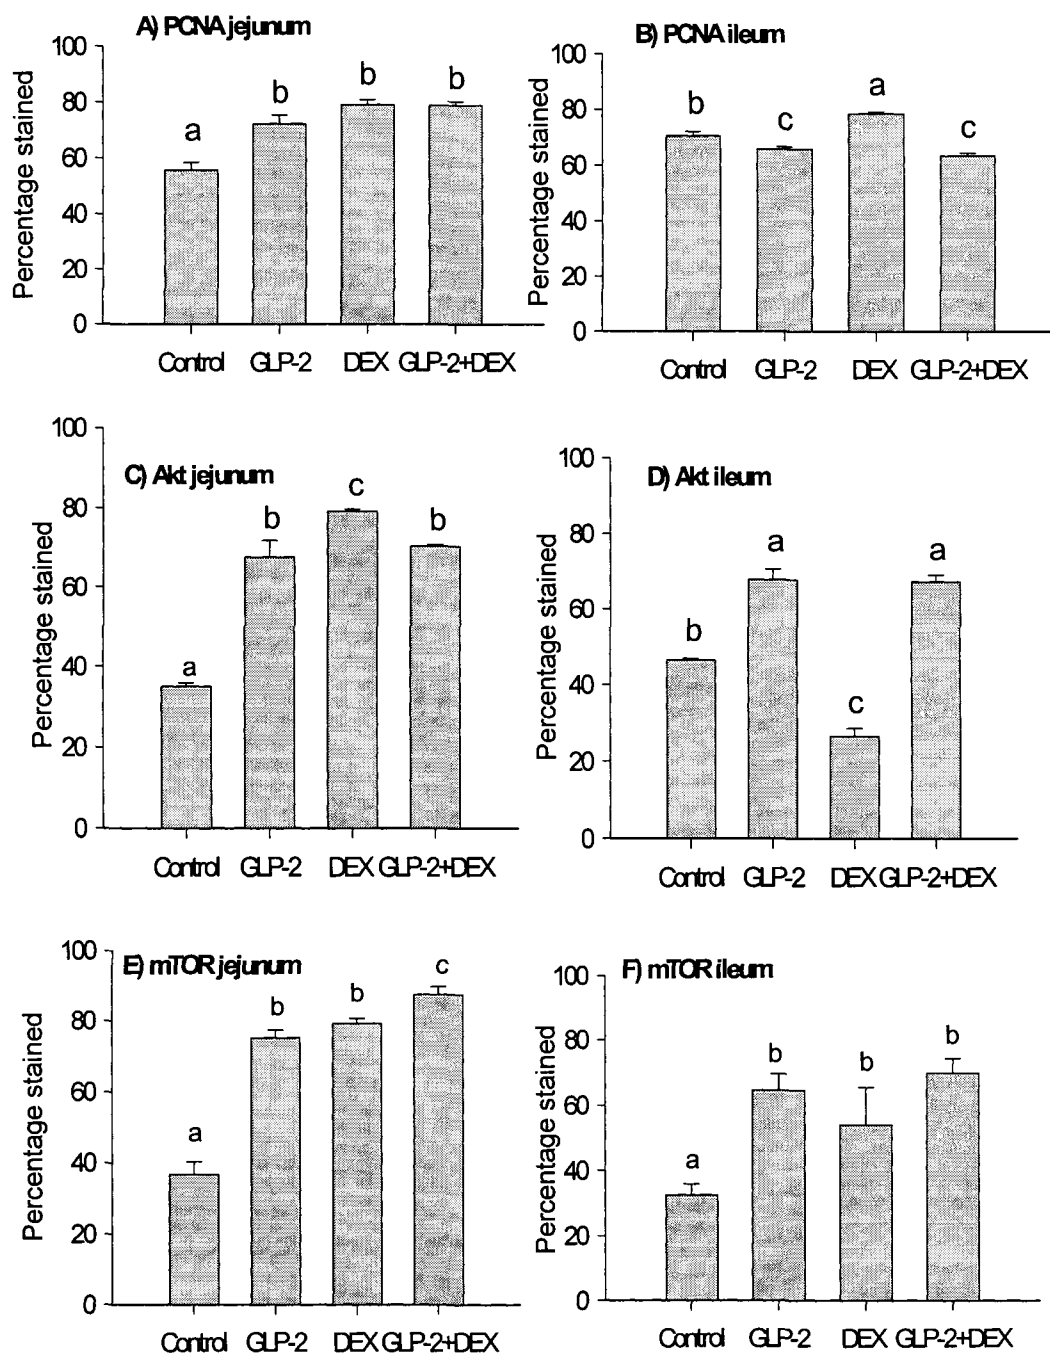 A) PCNA jejunum
Percentage stained
100
80
60
40
20
0
a
b
b
b
Control GLP-2 DEX GLP-2+DEX
B) PCNA ileum
Percentage stained
100
80
60
40
20
0
b
c
a
c
Control GLP-2 DEX GLP-2+DEX
C) Akt jejunum
Percentage stained
100
80
60
40
20
0
a
b
c
b
Control GLP-2 DEX GLP-2+DEX
D) Akt ileum
Percentage stained
100
80
60
40
20
0
b
a
c
a
Control GLP-2 DEX GLP-2+DEX
E) mTOR jejunum
Percentage stained
100
80
60
40
20
0
a
b
b
c
Control GLP-2 DEX GLP-2+DEX
F) mTOR ileum
Percentage stained
100
80
60
40
20
0
a
b
b
b
Control GLP-2 DEX GLP-2+DEX